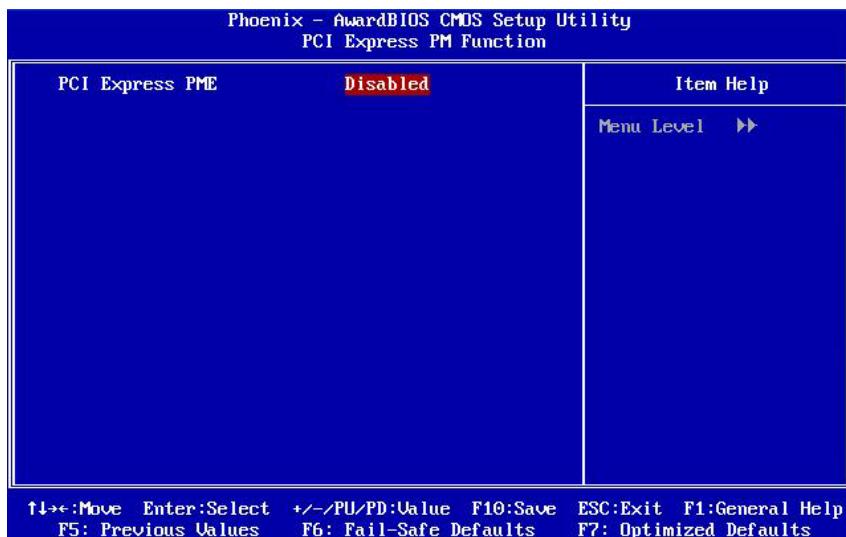 Phoenix - AwardBIOS CMOS Setup Utility
PCI Express PM Function
PCI Express PME Disabled
Item Help
Menu Level ▶▶
↑↓→←:Move Enter:Select +/-/PU/PD:Value F10:Save ESC:Exit F1:General Help
F5: Previous Values F6: Fail-Safe Defaults F7: Optimized Defaults